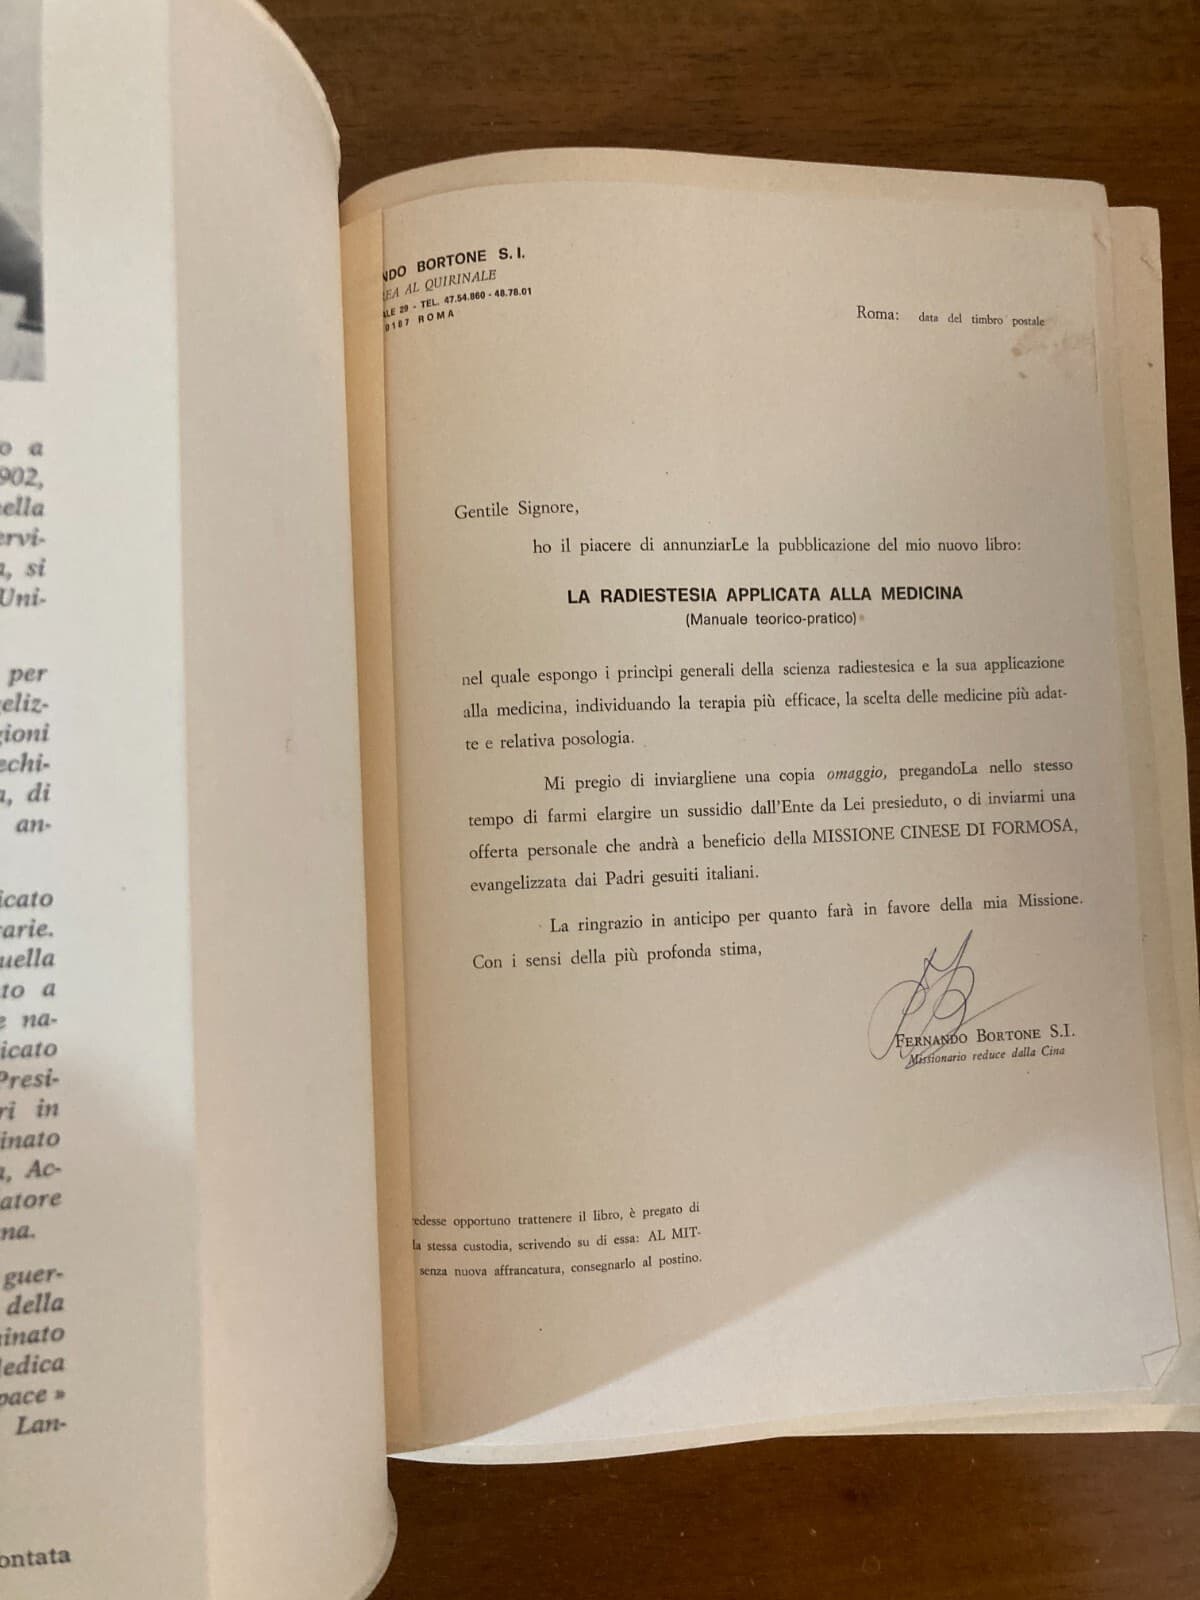 o a
902,
ella
ervi-
a, si
Uni-
per
eliz-
gioni
echi-
a, di
an-
icato
rarie.
uella
to a
e na-
icato
Presi-
ri in
inato
a, Ac-
atore
na.
guer-
della
inato
ledica
pace »
Lan-
ontata
NDO BORTONE S. I.
REA AL QUIRINALE
ALE 29 - TEL. 47.54.860 - 48.78.01
0187 ROMA
Roma: data del timbro postale
Gentile Signore,
ho il piacere di annunziarLe la pubblicazione del mio nuovo libro:
LA RADIESTESIA APPLICATA ALLA MEDICINA
(Manuale teorico-pratico)
nel quale espongo i princìpi generali della scienza radiestesica e la sua applicazione
alla medicina, individuando la terapia più efficace, la scelta delle medicine più adat-
te e relativa posologia.
Mi pregio di inviargliene una copia omaggio, pregandoLa nello stesso
tempo di farmi elargire un sussidio dall'Ente da Lei presieduto, o di inviarmi una
offerta personale che andrà a beneficio della MISSIONE CINESE DI FORMOSA,
evangelizzata dai Padri gesuiti italiani.
La ringrazio in anticipo per quanto farà in favore della mia Missione.
Con i sensi della più profonda stima,
FERNANDO BORTONE S.I.
Missionario reduce dalla Cina
edesse opportuno trattenere il libro, è pregato di
la stessa custodia, scrivendo su di essa: AL MIT-
senza nuova affrancatura, consegnarlo al postino.